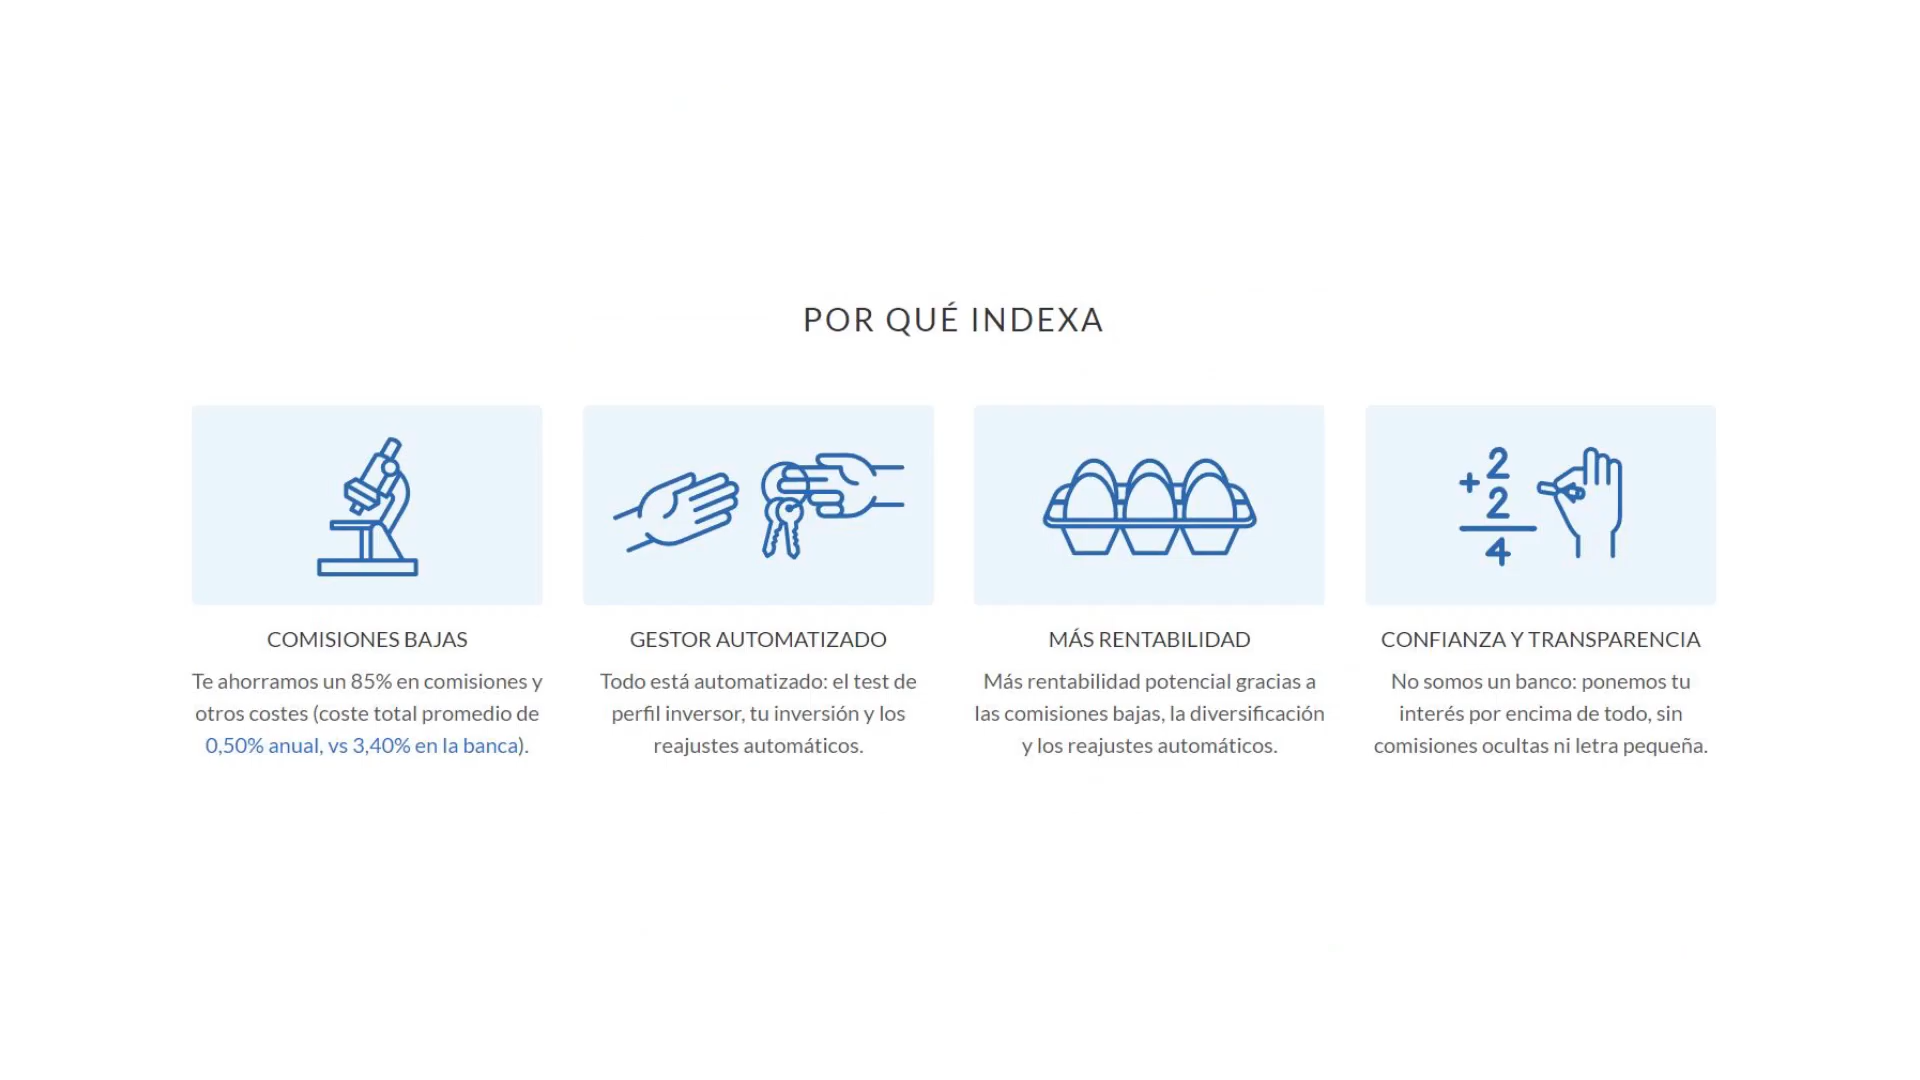 POR QUÉ INDEXA
+ 2
2
4
COMISIONES BAJAS
Te ahorramos un 85% en comisiones y
otros costes (coste total promedio de
0,50% anual, vs 3,40% en la banca).
GESTOR AUTOMATIZADO
Todo está automatizado: el test de
perfil inversor, tu inversión y los
reajustes automáticos.
MÁS RENTABILIDAD
Más rentabilidad potencial gracias a
las comisiones bajas, la diversificación
y los reajustes automáticos.
CONFIANZA Y TRANSPARENCIA
No somos un banco: ponemos tu
interés por encima de todo, sin
comisiones ocultas ni letra pequeña.